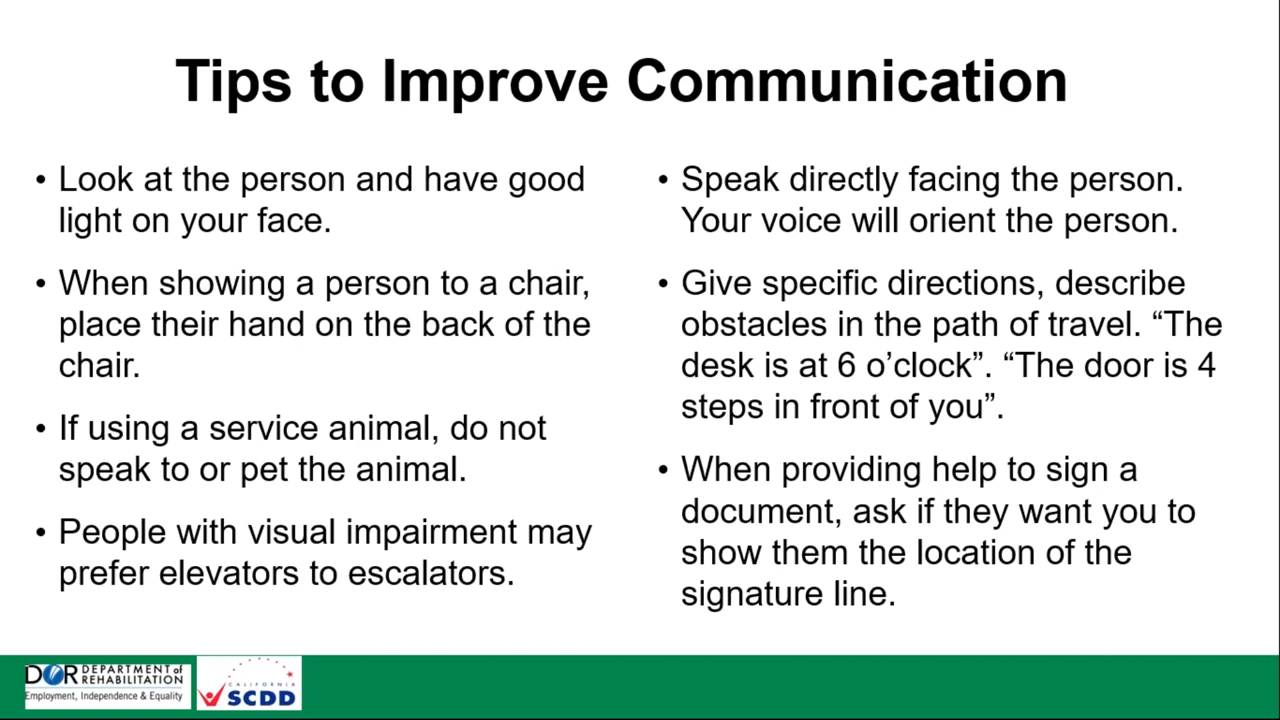 Tips to Improve Communication
• Look at the person and have good
light on your face.
• When showing a person to a chair,
place their hand on the back of the
chair.
• If using a service animal, do not
speak to or pet the animal.
• People with visual impairment may
prefer elevators to escalators.
• Speak directly facing the person.
Your voice will orient the person.
• Give specific directions, describe
obstacles in the path of travel. “The
desk is at 6 o’clock”. “The door is 4
steps in front of you”.
• When providing help to sign a
document, ask if they want you to
show them the location of the
signature line.
DOR DEPARTMENT of
REHABILITATION
Employment, Independence & Equality
CALIFORNIA
SCDD